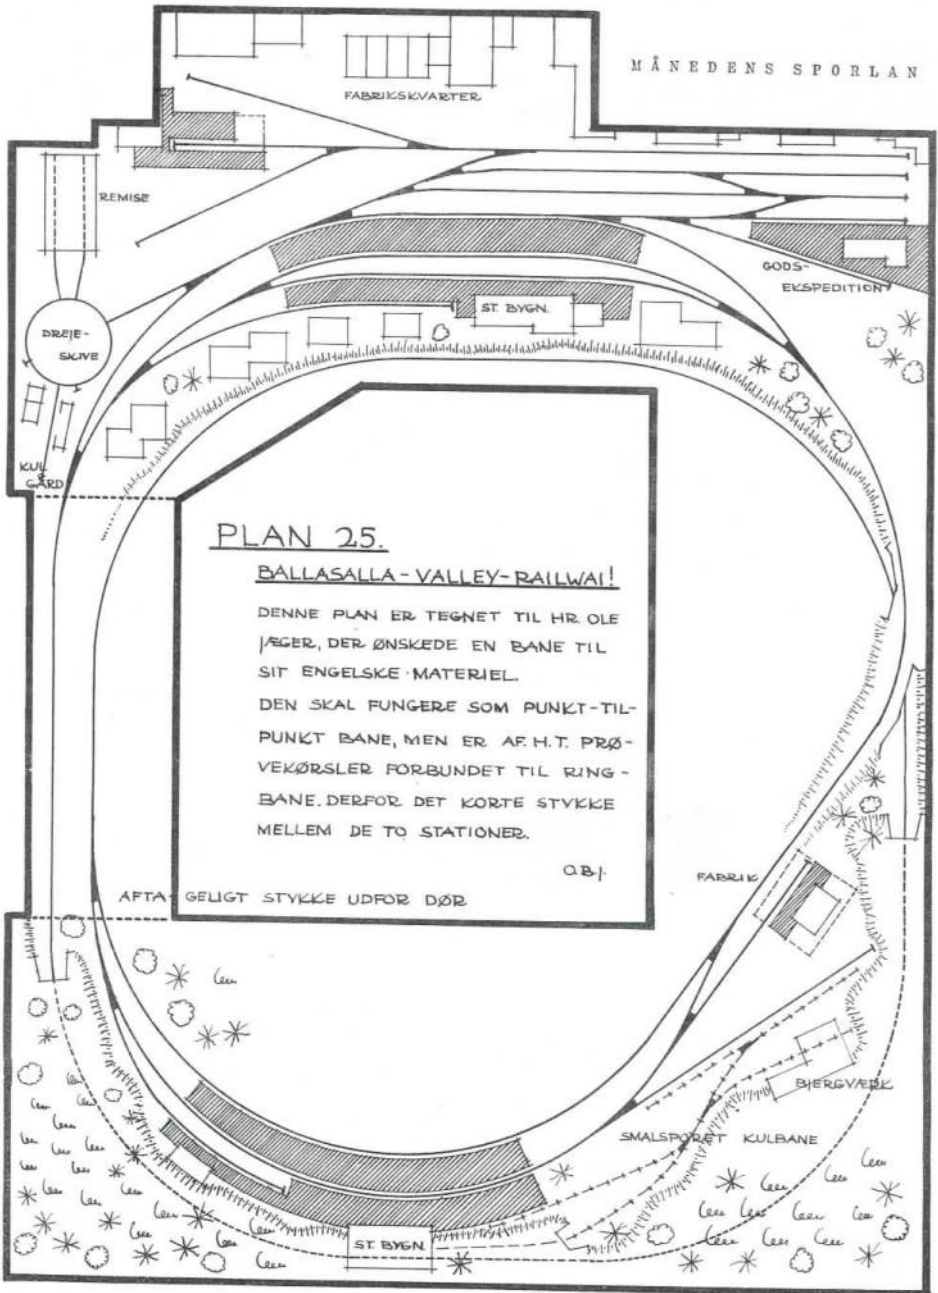 MÅNEDENS SPORLAN
FABRIKSKVARTER
REMISE
GODS-
EKSPEDITION
ST. BYGN.
DREJE-
SKIVE
KUL
GÅRD
PLAN 25.
BALLASALLA-VALLEY-RAILWAI!
DENNE PLAN ER TEGNET TIL HR. OLE
JÆGER, DER ØNSKEDE EN BANE TIL
SIT ENGELSKE MATERIEL.
DEN SKAL FUNGERE SOM PUNKT-TIL-
PUNKT BANE, MEN ER AF. H.T. PRØ-
VEKØRSLER FORBUNDET TIL RING-
BANE. DERFOR DET KORTE STYKKE
MELLEM DE TO STATIONER.
O.B.J.
AFTA GELIGT STYKKE UDFOR DØR
FABRIK
BJERGVÆRK
SMALSPORET KULBANE
ST. BYGN.